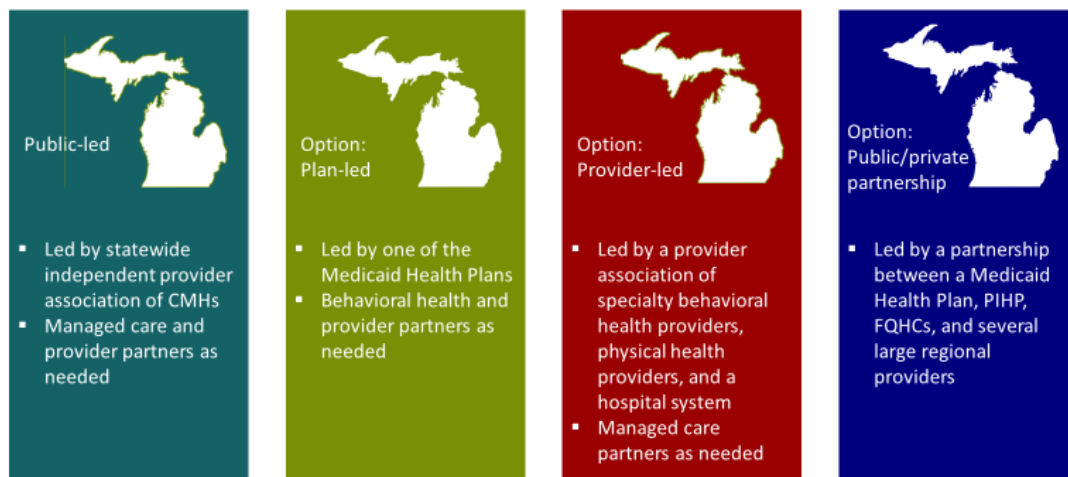 Public-led
▪ Led by statewide
independent provider
association of CMHs
▪ Managed care and
provider partners as
needed
Option:
Plan-led
▪ Led by one of the
Medicaid Health Plans
▪ Behavioral health and
provider partners as
needed
Option:
Provider-led
▪ Led by a provider
association of
specialty behavioral
health providers,
physical health
providers, and a
hospital system
▪ Managed care
partners as needed
Option:
Public/private
partnership
▪ Led by a partnership
between a Medicaid
Health Plan, PIHP,
FQHCs, and several
large regional
providers